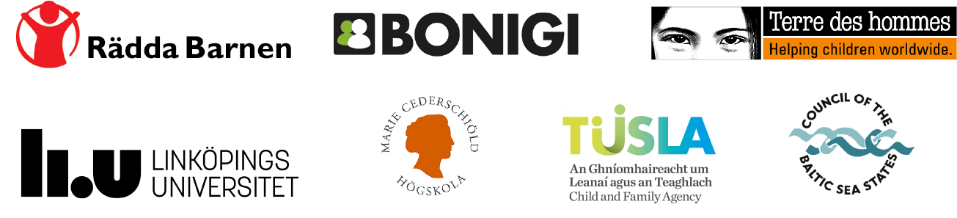 Rädda Barnen
BONIGI
Terre des hommes
Helping children worldwide.
li.u LINKÖPINGS
UNIVERSITET
MARIE CEDERSCHIÖLD
HÖGSKOLA
TUSLA
An Ghníomhaireacht um
Leanaí agus an Teaghlach
Child and Family Agency
COUNCIL OF THE
BALTIC SEA STATES